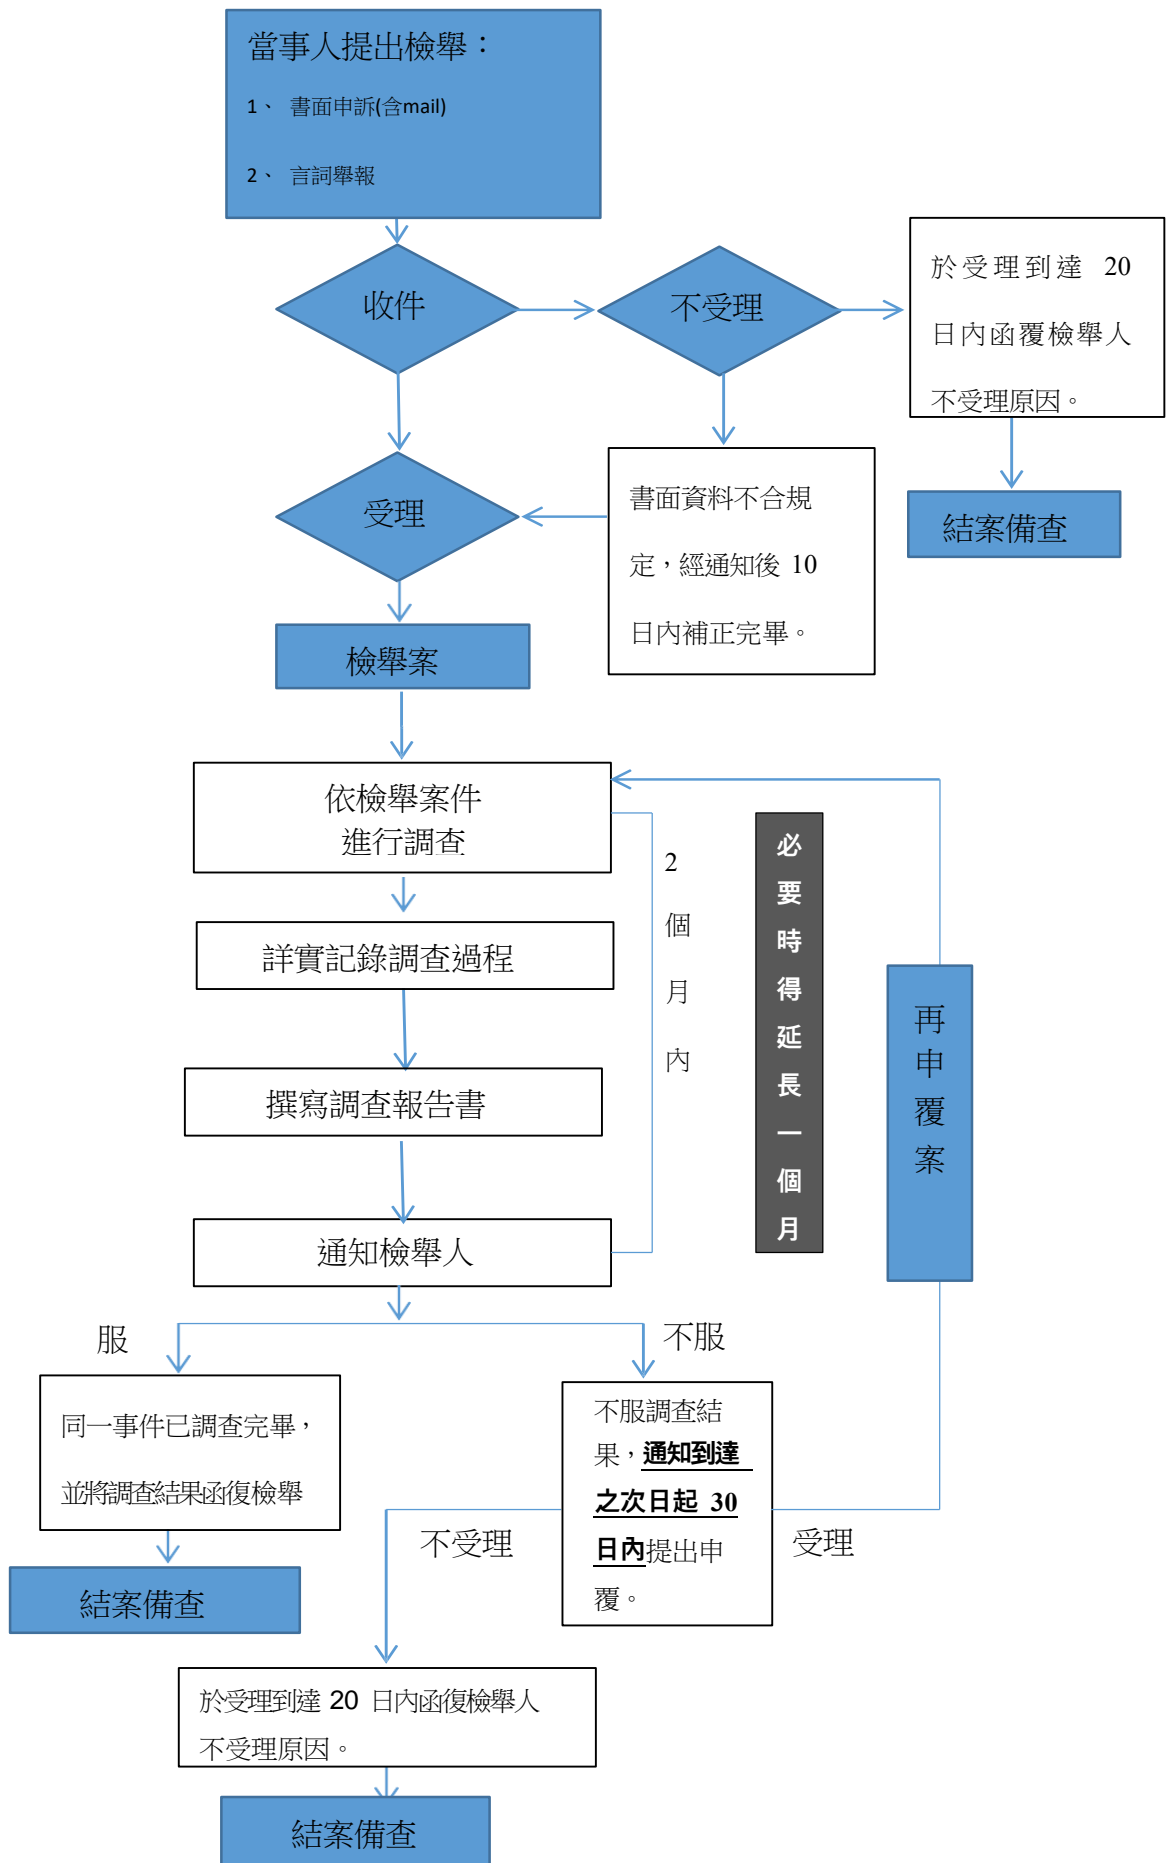 當事人提出檢舉：
1、 書面申訴(含mail)
2、 言詞舉報
收件
不受理
於受理到達 20
日內函覆檢舉人
不受理原因。
結案備查
受理
書面資料不合規
定，經通知後 10
日內補正完畢。
檢舉案
依檢舉案件
進行調查
詳實記錄調查過程
撰寫調查報告書
通知檢舉人
2個月內
必要時得延長一個月
再申覆案
服
不服
同一事件已調查完畢，
並將調查結果函復檢舉
結案備查
不服調查結
果，通知到達
之次日起 30
日內提出申
覆。
不受理
受理
於受理到達 20 日內函復檢舉人
不受理原因。
結案備查